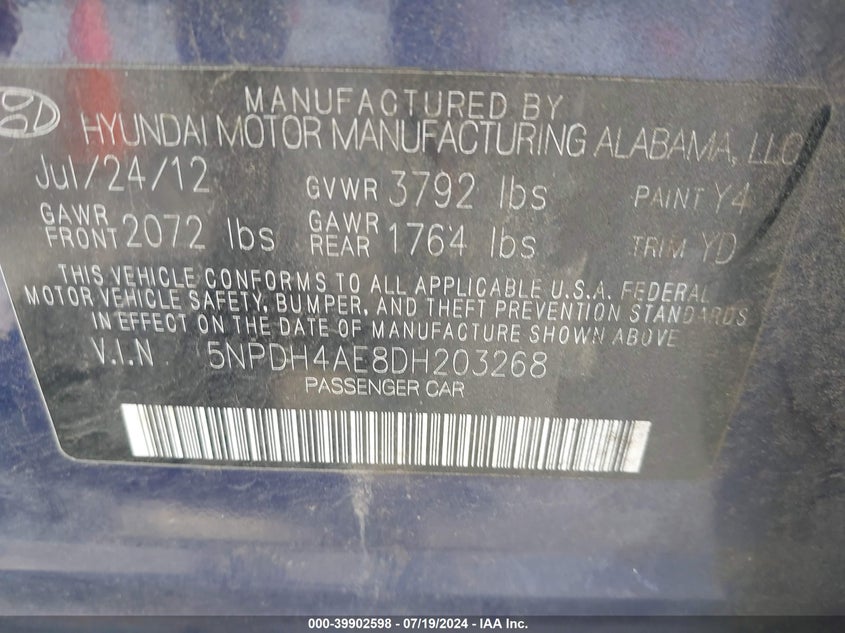 MANUFACTURED BY
HYUNDAI MOTOR MANUFACTURING ALABAMA, LLC
Jul/24/12 GVWR 3792 lbs PAINT Y4
GAWR FRONT 2072 lbs GAWR REAR 1764 lbs TRIM YD
THIS VEHICLE CONFORMS TO ALL APPLICABLE U.S.A. FEDERAL
MOTOR VEHICLE SAFETY, BUMPER, AND THEFT PREVENTION STANDARDS
IN EFFECT ON THE DATE OF MANUFACTURE SHOWN ABOVE.
V.I.N 5NPDH4AE8DH203268
PASSENGER CAR
000-39902598 - 07/19/2024 - IAA Inc.